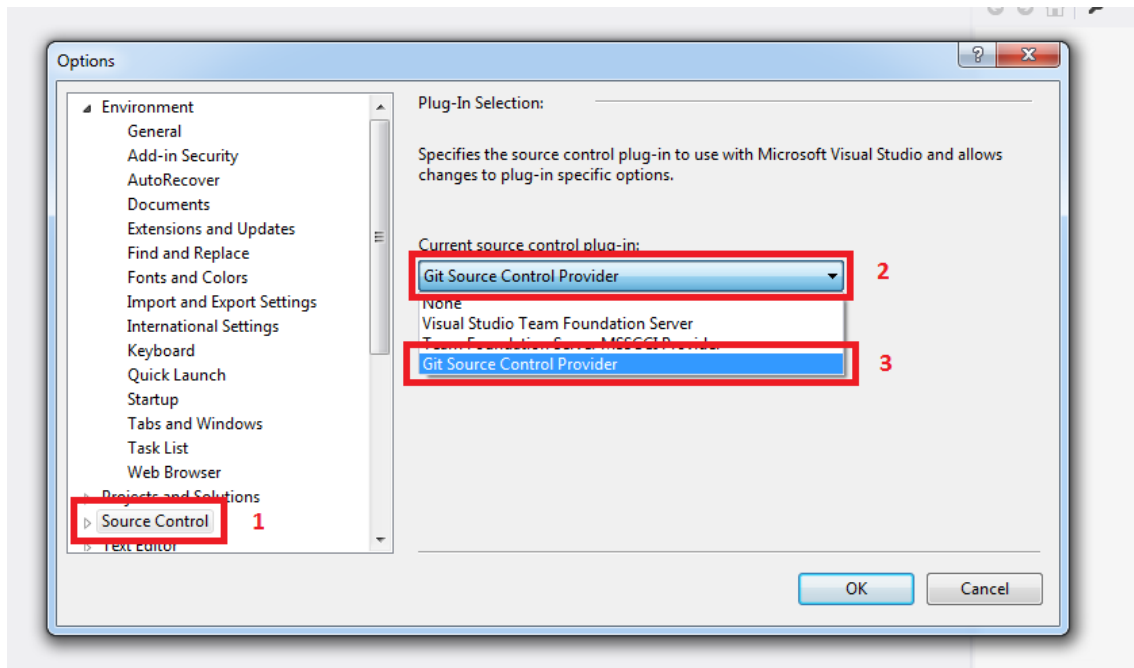 Options
Environment
General
Add-in Security
AutoRecover
Documents
Extensions and Updates
Find and Replace
Fonts and Colors
Import and Export Settings
International Settings
Keyboard
Quick Launch
Startup
Tabs and Windows
Task List
Web Browser
Projects and Solutions
Source Control
1
Text Editor
Plug-In Selection:
Specifies the source control plug-in to use with Microsoft Visual Studio and allows
changes to plug-in specific options.
Current source control plug-in:
Git Source Control Provider
2
None
Visual Studio Team Foundation Server
Team Foundation Server MSSCCI Provider
Git Source Control Provider
3
OK
Cancel